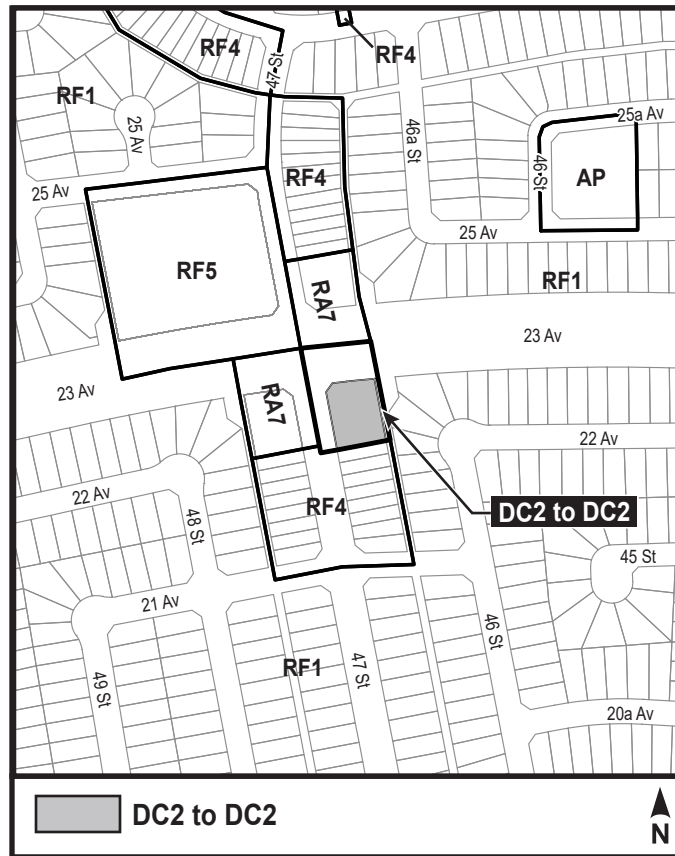 RF4
47 St
RF4
RF1
25 Av
46a St
25a Av
46 St
AP
25 Av
RF4
25 Av
RF5
RA7
RF1
23 Av
23 Av
RA7
22 Av
22 Av
48 St
RF4
DC2 to DC2
45 St
21 Av
46 St
49 St
RF1
47 St
20a Av
DC2 to DC2
N